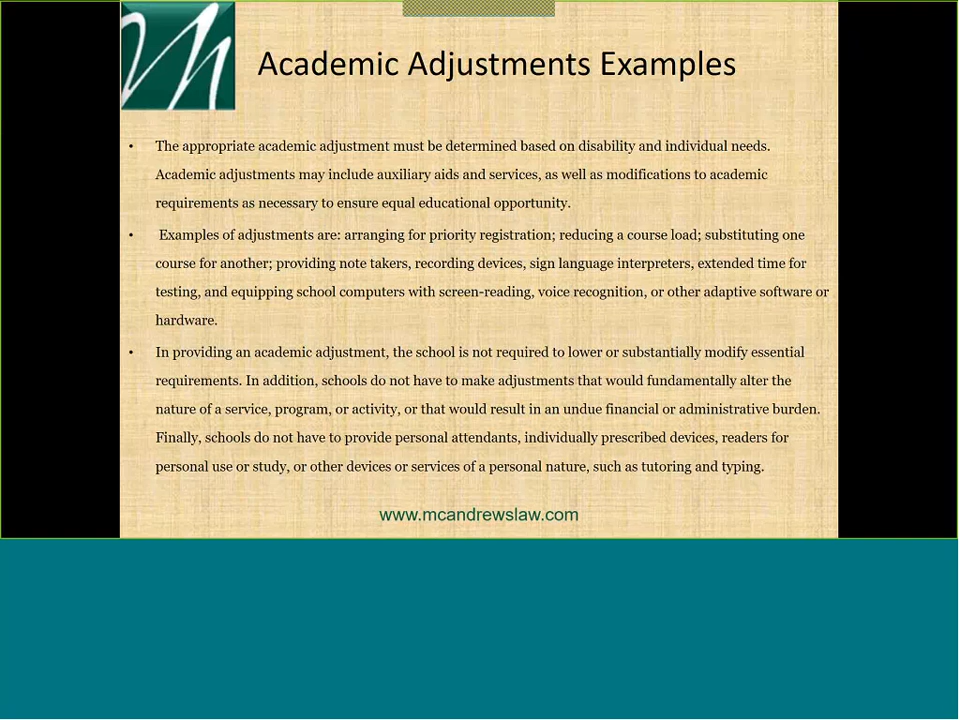 Academic Adjustments Examples
• The appropriate academic adjustment must be determined based on disability and individual needs.
Academic adjustments may include auxiliary aids and services, as well as modifications to academic
requirements as necessary to ensure equal educational opportunity.
• Examples of adjustments are: arranging for priority registration; reducing a course load; substituting one
course for another; providing note takers, recording devices, sign language interpreters, extended time for
testing, and equipping school computers with screen-reading, voice recognition, or other adaptive software or
hardware.
• In providing an academic adjustment, the school is not required to lower or substantially modify essential
requirements. In addition, schools do not have to make adjustments that would fundamentally alter the
nature of a service, program, or activity, or that would result in an undue financial or administrative burden.
Finally, schools do not have to provide personal attendants, individually prescribed devices, readers for
personal use or study, or other devices or services of a personal nature, such as tutoring and typing.
www.mcandrewslaw.com